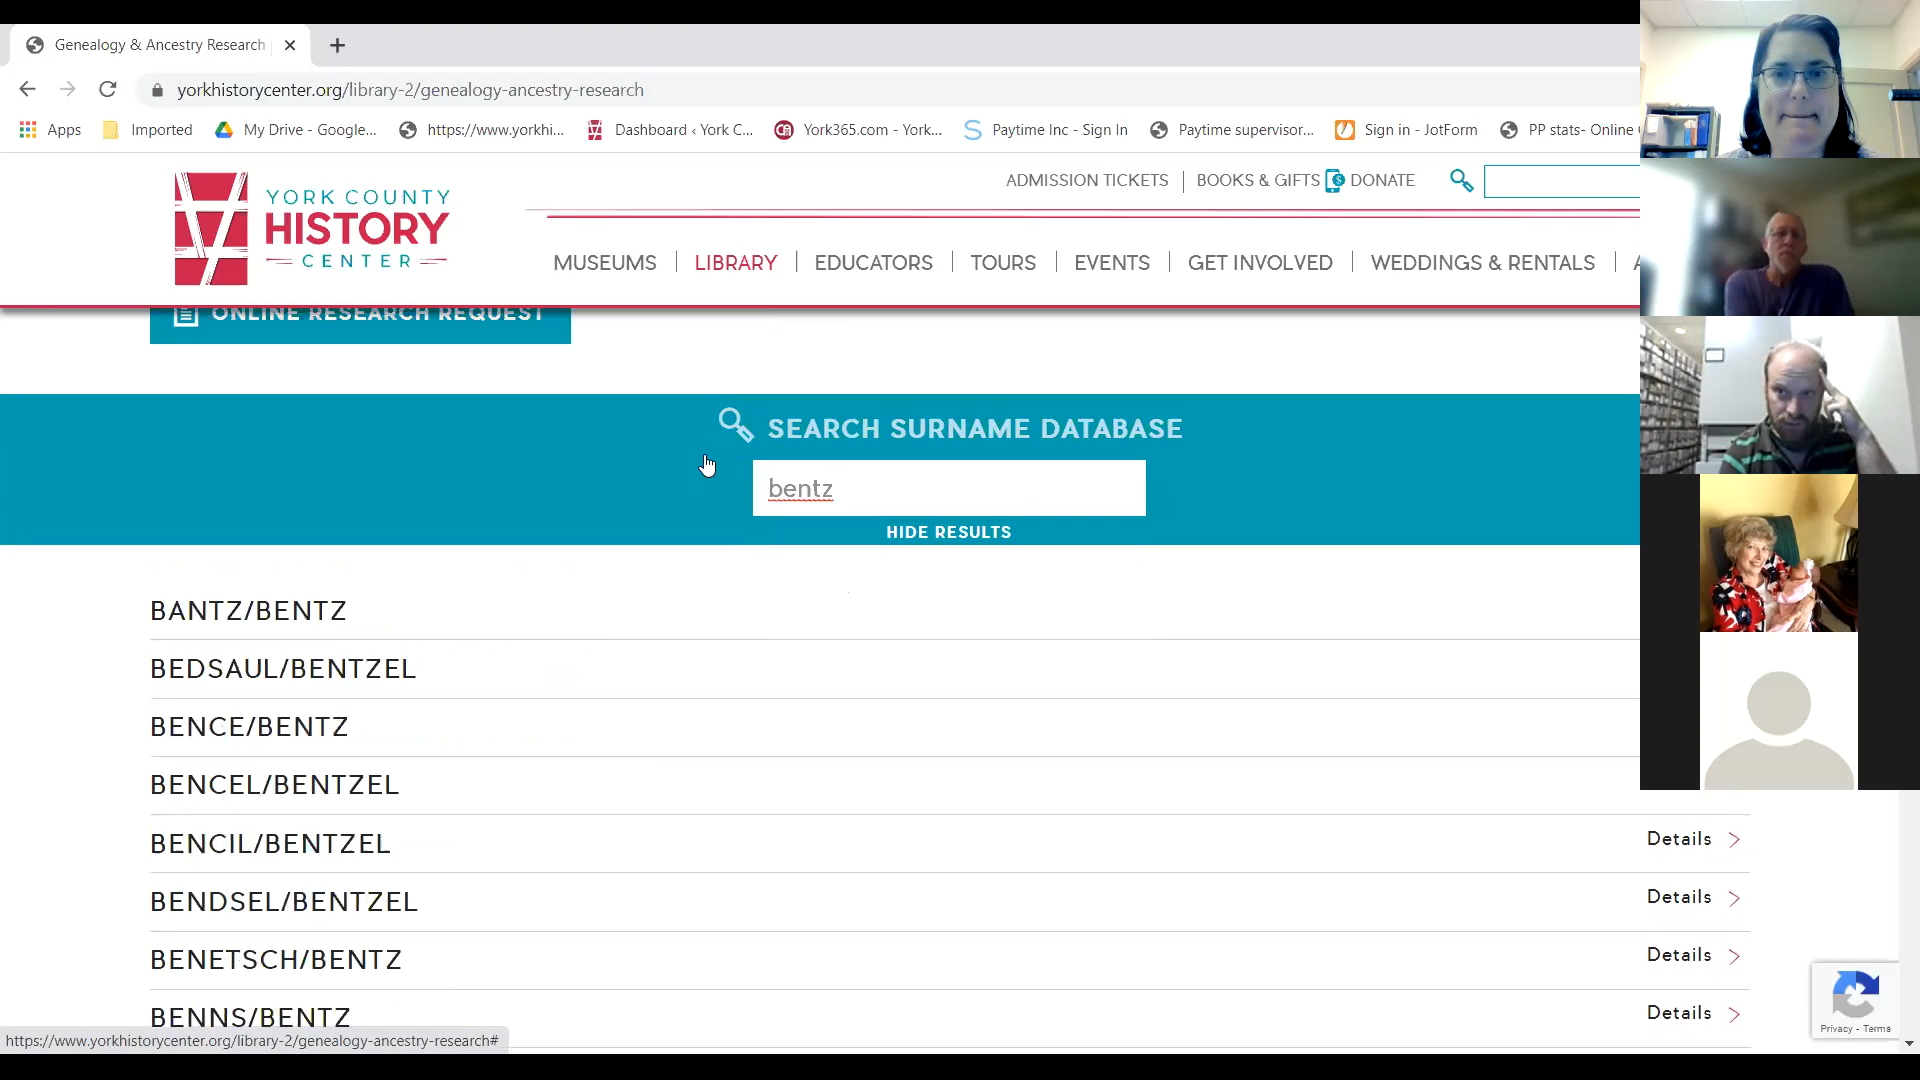 Genealogy & Ancestry Research
yorkhistorycenter.org/library-2/genealogy-ancestry-research
Apps Imported My Drive - Google... https://www.yorkhi... Dashboard ‹ York C... York365.com - York... Paytime Inc - Sign In Paytime supervisor... Sign in - JotForm PP stats- Online
YORK COUNTY
HISTORY
CENTER
ADMISSION TICKETS BOOKS & GIFTS DONATE
MUSEUMS LIBRARY EDUCATORS TOURS EVENTS GET INVOLVED WEDDINGS & RENTALS
ONLINE RESEARCH REQUEST
SEARCH SURNAME DATABASE
bentz
HIDE RESULTS
BANTZ/BENTZ
BEDSAUL/BENTZEL
BENCE/BENTZ
BENCEL/BENTZEL
BENCIL/BENTZEL Details
BENDSEL/BENTZEL Details
BENETSCH/BENTZ Details
BENNS/BENTZ Details
Privacy - Terms
https://www.yorkhistorycenter.org/library-2/genealogy-ancestry-research#